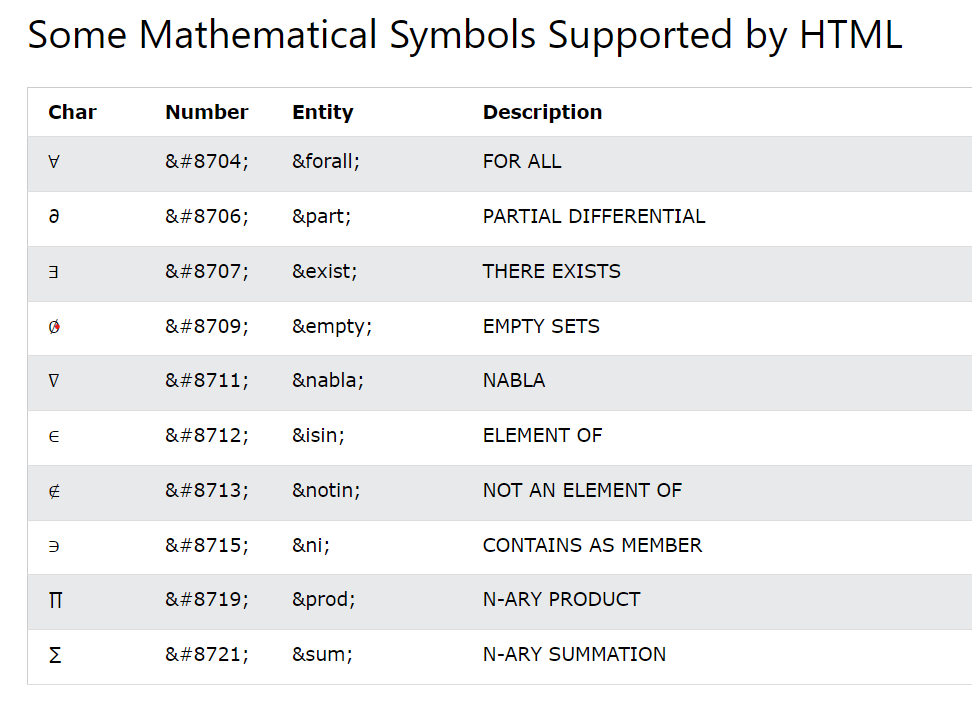 Some Mathematical Symbols Supported by HTML
Char Number Entity Description
∀ &#8704; &forall; FOR ALL
∂ &#8706; &part; PARTIAL DIFFERENTIAL
∃ &#8707; &exist; THERE EXISTS
∅ &#8709; &empty; EMPTY SETS
∇ &#8711; &nabla; NABLA
∈ &#8712; &isin; ELEMENT OF
∉ &#8713; &notin; NOT AN ELEMENT OF
∋ &#8715; &ni; CONTAINS AS MEMBER
∏ &#8719; &prod; N-ARY PRODUCT
∑ &#8721; &sum; N-ARY SUMMATION